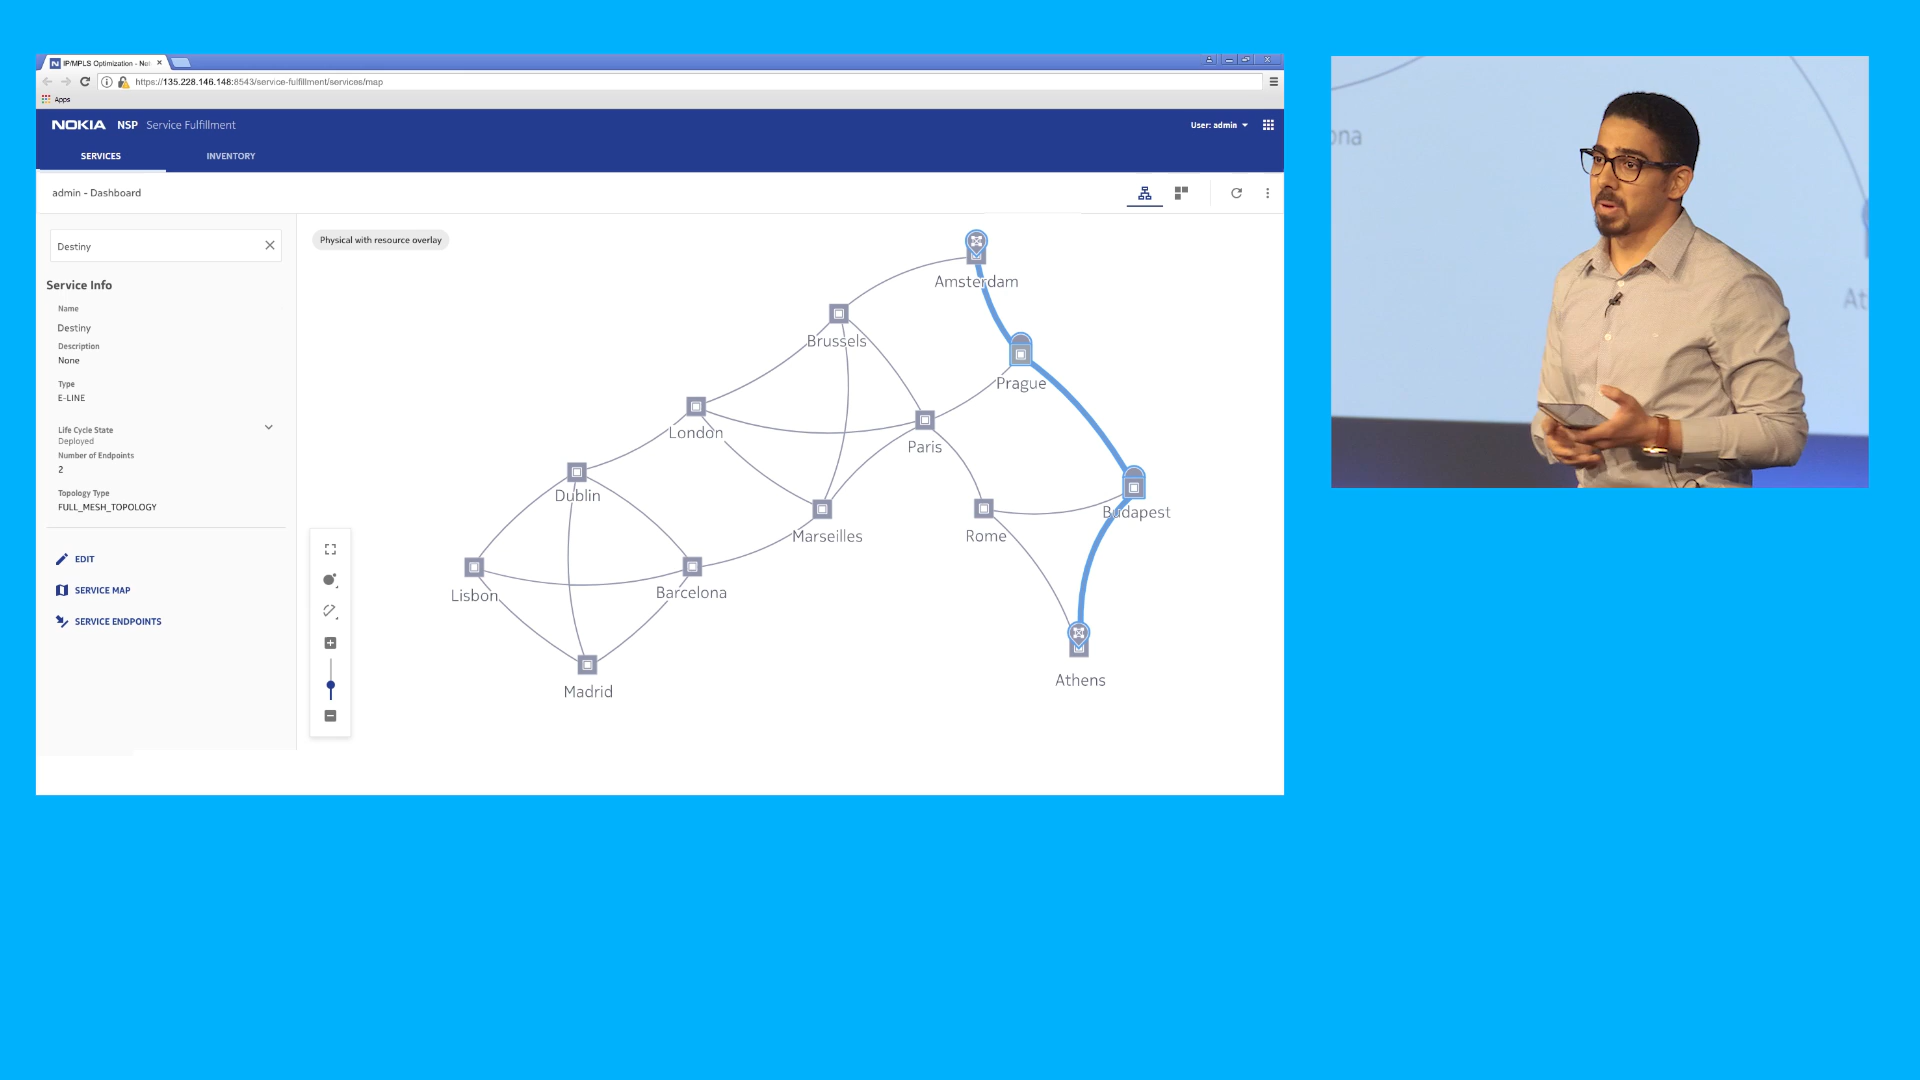 IP/MPLS Optimization - Net
https://135.228.146.148:8543/service-fulfillment/services/map
Apps
NOKIA NSP Service Fulfillment
User: admin
SERVICES
INVENTORY
admin - Dashboard
Destiny
Service Info
Name
Destiny
Description
None
Type
E-LINE
Life Cycle State
Deployed
Number of Endpoints
2
Topology Type
FULL_MESH_TOPOLOGY
EDIT
SERVICE MAP
SERVICE ENDPOINTS
Physical with resource overlay
Amsterdam
Brussels
Prague
London
Paris
Dublin
Budapest
Marseilles
Rome
Lisbon
Barcelona
Athens
Madrid
ona
At